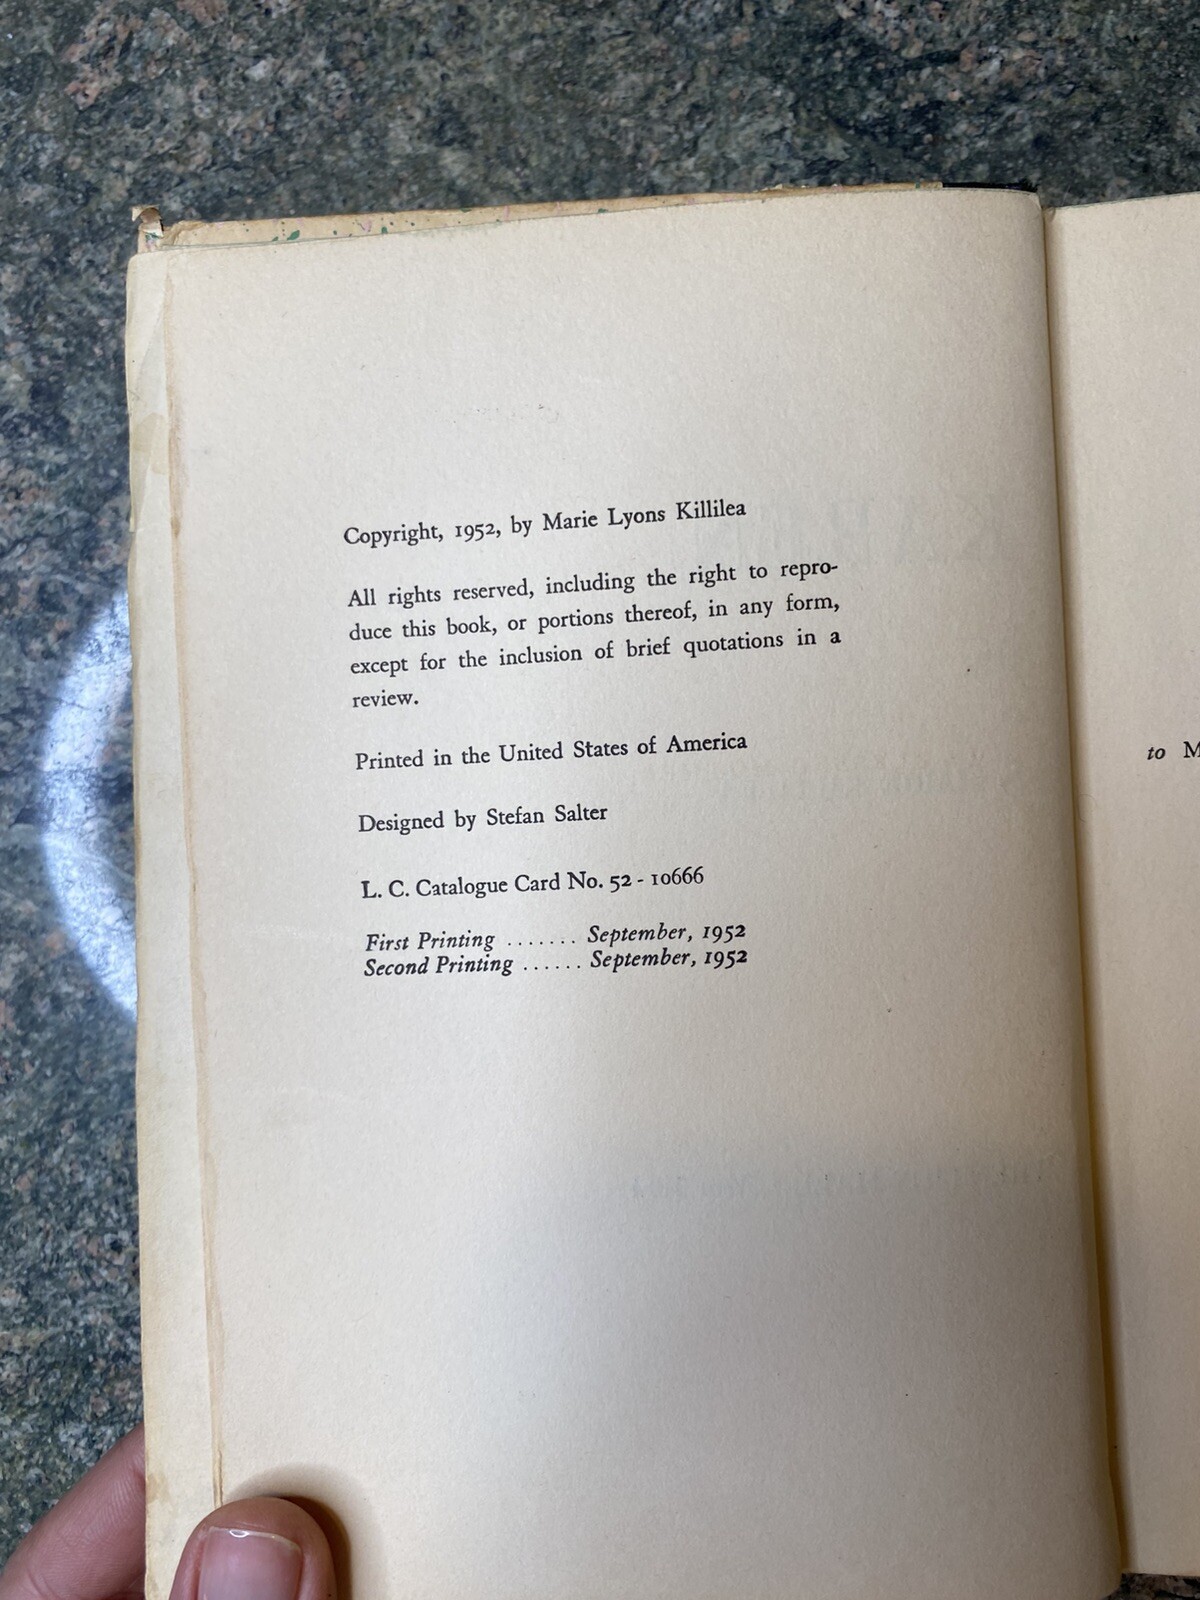 Copyright, 1952, by Marie Lyons Killilea
All rights reserved, including the right to repro-
duce this book, or portions thereof, in any form,
except for the inclusion of brief quotations in a
review.
Printed in the United States of America
Designed by Stefan Salter
L. C. Catalogue Card No. 52 - 10666
First Printing ....... September, 1952
Second Printing ...... September, 1952
to M